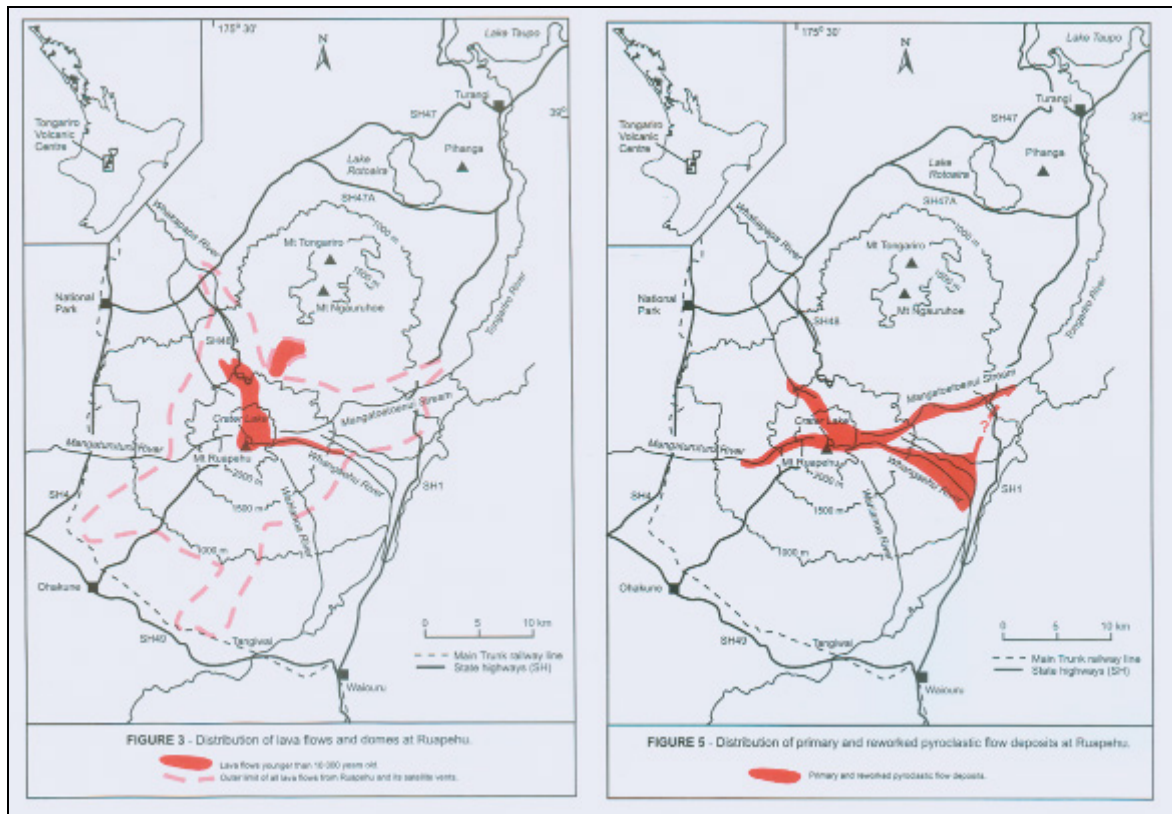 175° 30'
N
Lake Taupo
Turangi
39°
SH47
Tongariro
Volcanic
Centre
Pihanga
Lake
Rotoaira
SH47A
Whakapapa River
1000 m
Mt Tongariro
1500 m
Mt Ngauruhoe
National
Park
SH48
Tongariro River
Mangatoetoenui Stream
Crater Lake
Mangaturuturu River
Mt Ruapehu
Whangaehu River
2000 m
SH4
1500 m
SH1
1000 m
Ohakune
SH49
Tangiwai
0 5 10 km
Main Trunk railway line
State highways (SH)
Waiouru
FIGURE 3 - Distribution of lava flows and domes at Ruapehu.
Lava flows younger than 10 000 years old.
Outer limit of all lava flows from Ruapehu and its satellite vents.
175° 30'
N
Lake Taupo
Turangi
39°
SH47
Tongariro
Volcanic
Centre
Pihanga
Lake
Rotoaira
SH47A
Whakapapa River
1000 m
Mt Tongariro
1500 m
Mt Ngauruhoe
National
Park
SH48
Tongariro River
Mangatoetoenui Stream
Crater Lake
?
Mangaturuturu River
Mt Ruapehu
Whangaehu River
2000 m
SH4
1500 m
SH1
1000 m
Ohakune
SH49
Tangiwai
0 5 10 km
Main Trunk railway line
State highways (SH)
Waiouru
FIGURE 5 - Distribution of primary and reworked pyroclastic flow deposits at Ruapehu.
Primary and reworked pyroclastic flow deposits.